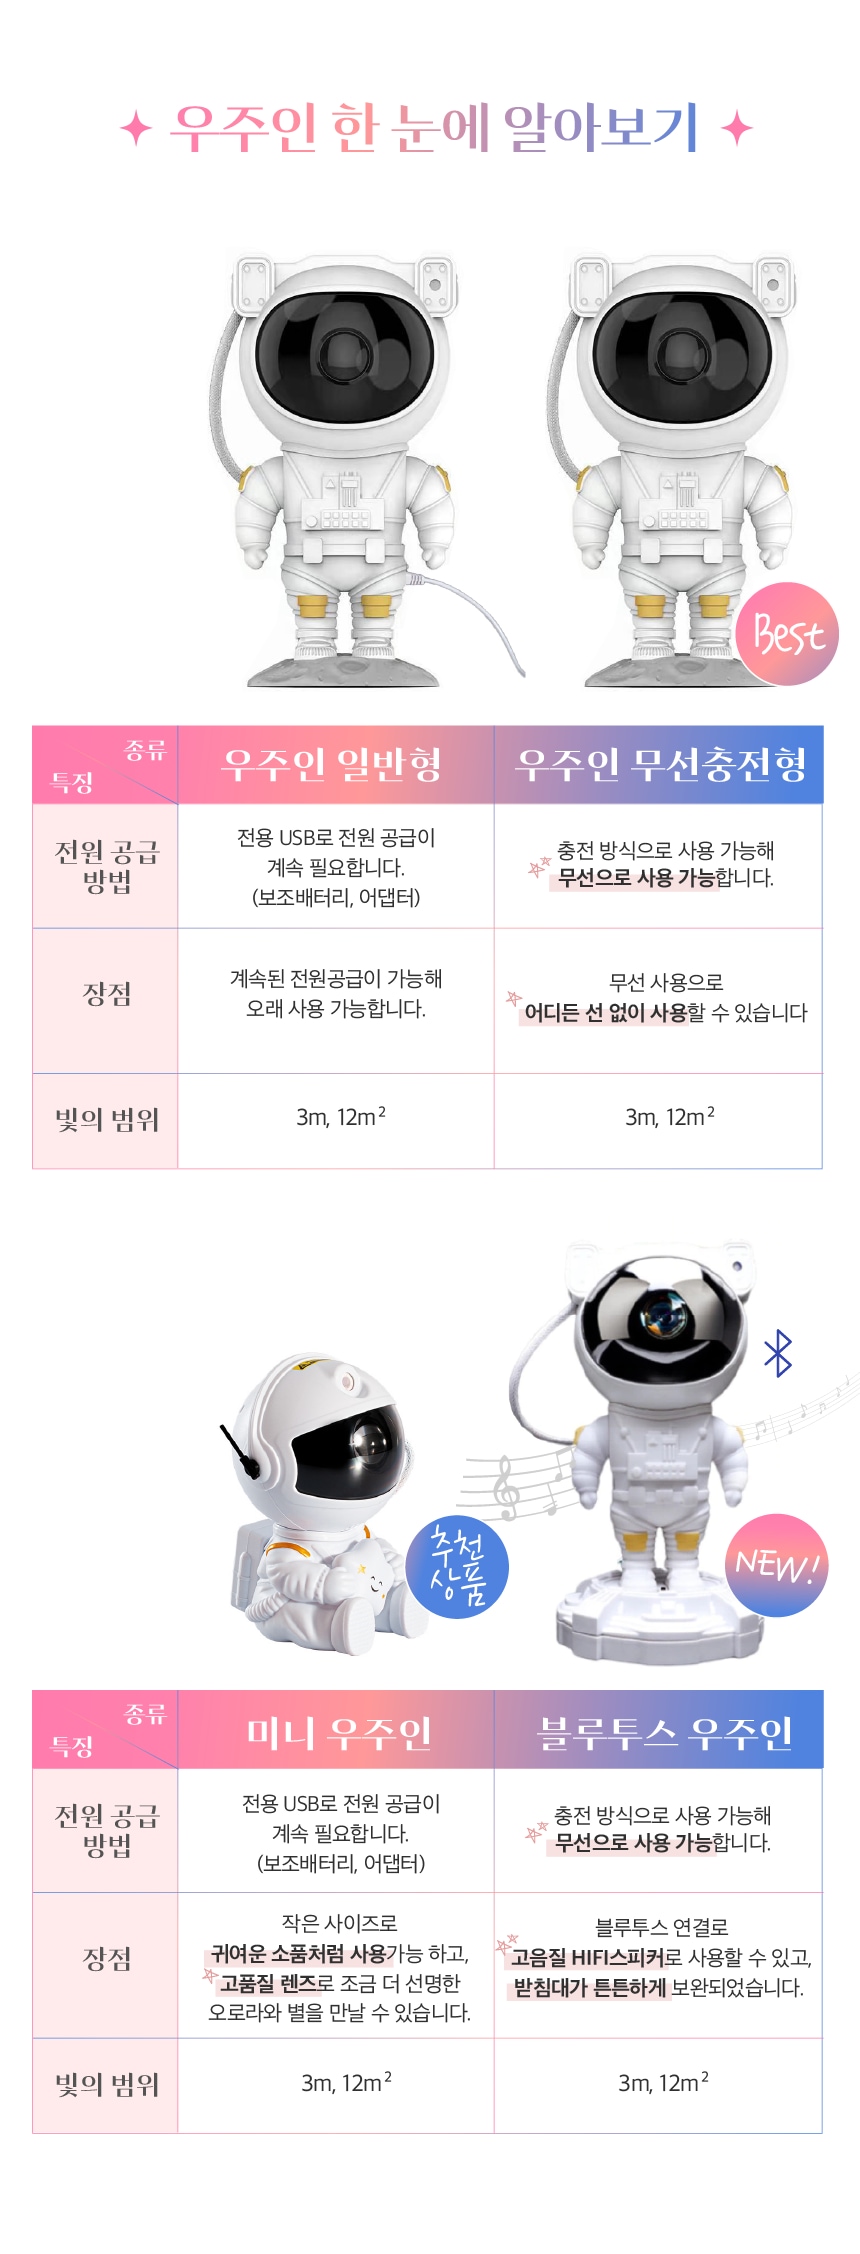 우주인 한 눈에 알아보기
Best
종류
특징
우주인 일반형
우주인 무선충전형
전원 공급
방법
전용 USB로 전원 공급이
계속 필요합니다.
(보조배터리, 어댑터)
충전 방식으로 사용 가능해
무선으로 사용 가능합니다.
장점
계속된 전원공급이 가능해
오래 사용 가능합니다.
무선 사용으로
어디든 선 없이 사용할 수 있습니다
빛의 범위
3m, 12m²
3m, 12m²
추천
상품
NEW!
종류
특징
미니 우주인
블루투스 우주인
전원 공급
방법
전용 USB로 전원 공급이
계속 필요합니다.
(보조배터리, 어댑터)
충전 방식으로 사용 가능해
무선으로 사용 가능합니다.
장점
작은 사이즈로
귀여운 소품처럼 사용가능 하고,
고품질 렌즈로 조금 더 선명한
오로라와 별을 만날 수 있습니다.
블루투스 연결로
고음질 HIFI스피커로 사용할 수 있고,
받침대가 튼튼하게 보완되었습니다.
빛의 범위
3m, 12m²
3m, 12m²